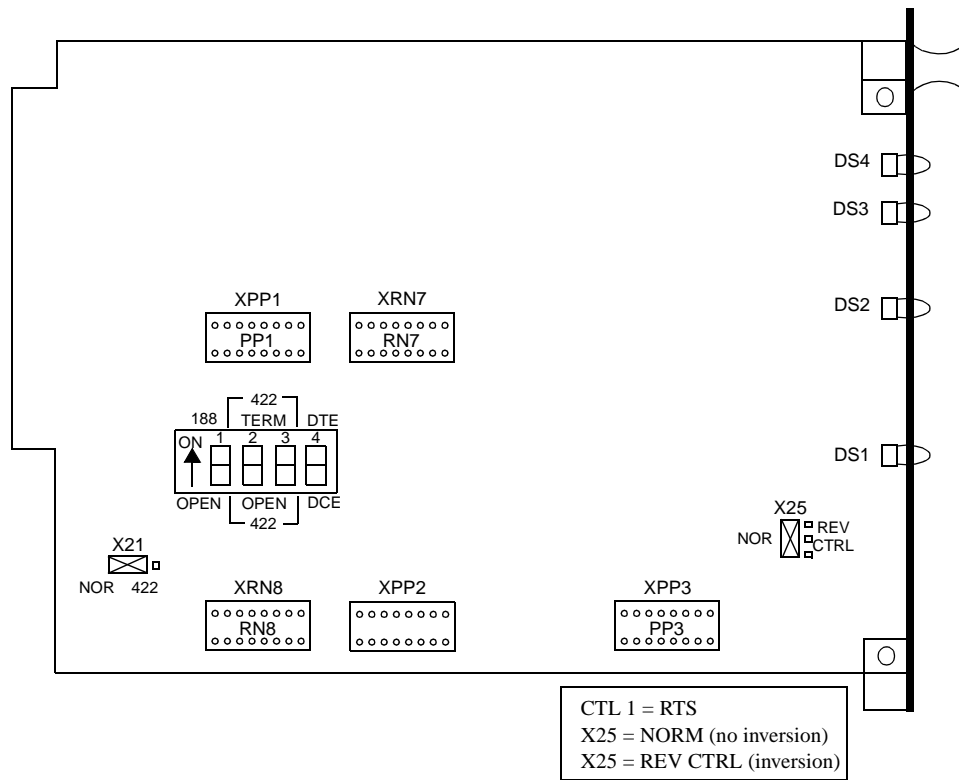 DS4
DS3
XPP1 XRN7
DS2
PP1 RN7
422
188 TERM DTE
ON 1 2 3 4
DS1
OPEN OPEN DCE
422
X25
REV
NOR CTRL
X21
NOR 422
XRN8 XPP2 XPP3
RN8 PP3
CTL 1 = RTS
X25 = NORM (no inversion)
X25 = REV CTRL (inversion)